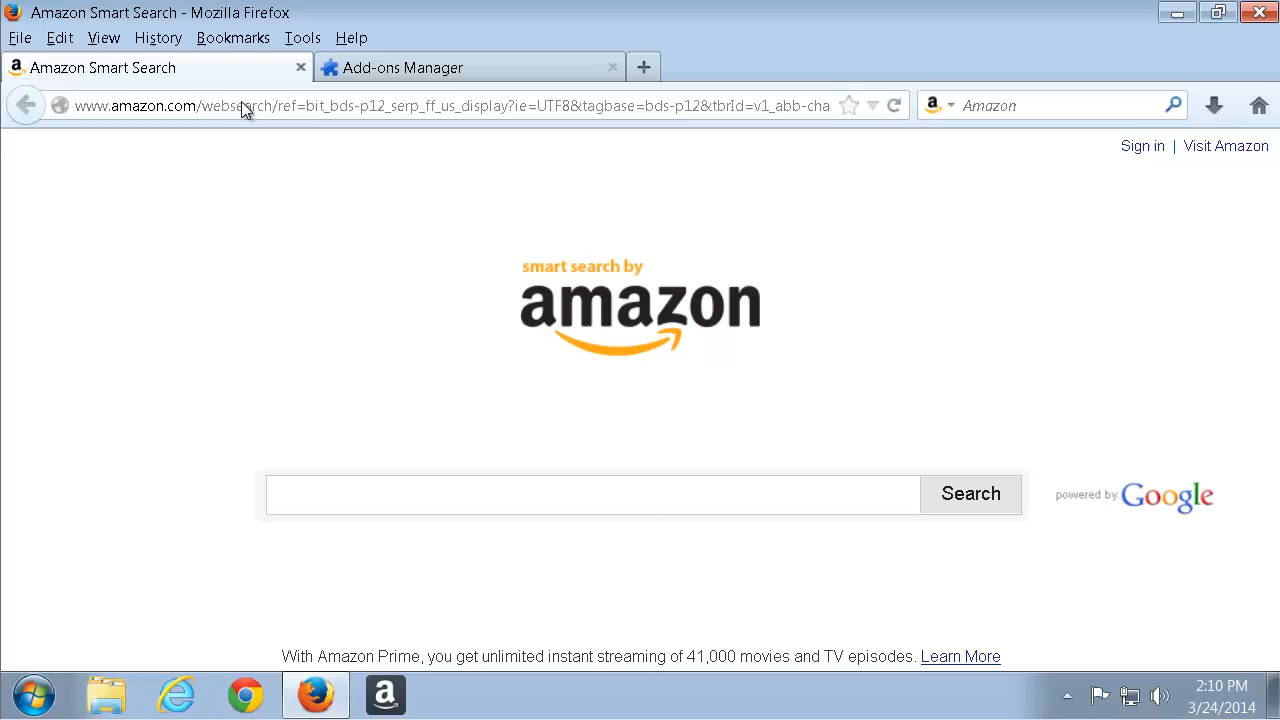 Amazon Smart Search - Mozilla Firefox
File Edit View History Bookmarks Tools Help
Amazon Smart Search Add-ons Manager
www.amazon.com/websearch/ref=bit_bds-p12_serp_ff_us_display?ie=UTF8&tagbase=bds-p12&tbrId=v1_abb-cha Amazon
Sign in | Visit Amazon
smart search by
amazon
Search powered by Google
With Amazon Prime, you get unlimited instant streaming of 41,000 movies and TV episodes. Learn More
2:10 PM
3/24/2014